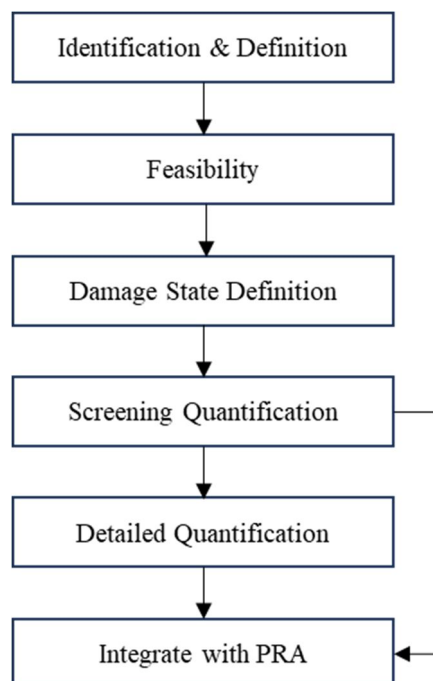 Identification & Definition
Feasibility
Damage State Definition
Screening Quantification
Detailed Quantification
Integrate with PRA